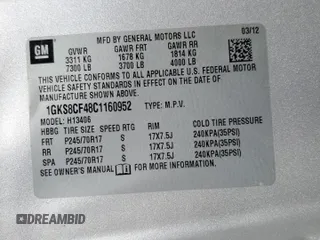 GM
MFD BY GENERAL MOTORS LLC
03/12
GVWR GAWR FRT GAWR RR
3311 KG 1678 KG 1814 KG
7300 LB 3700 LB 4000 LB
THIS VEHICLE CONFORMS TO ALL APPLICABLE U.S. FEDERAL
MOTOR VEHICLE SAFETY STANDARDS IN EFFECT ON THE DATE
OF MANUFACTURE SHOWN ABOVE.
TYPE: M.P.V.
MODEL: H13406
TIRE SIZE SPEED RTG RIM COLD TIRE PRESSURE
FRT P245/70R17 S 17X7.5J 240KPA(35PSI)
RR P245/70R17 S 17X7.5J 240KPA(35PSI)
SPA P245/70R17 S 17X7.5J 240KPA(35PSI)
SEE OWNER'S MANUAL FOR ADDITIONAL INFORMATION.
DREAMBID